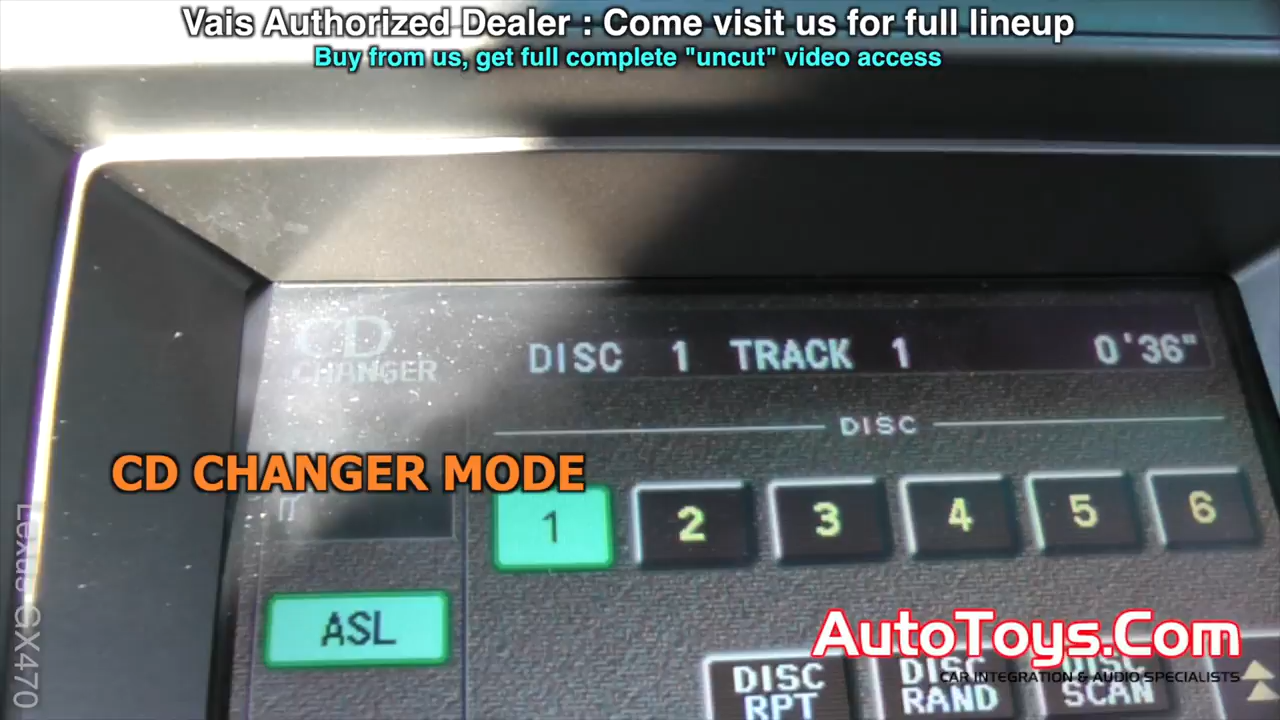 Vais Authorized Dealer : Come visit us for full lineup
Buy from us, get full complete "uncut" video access
CD
CHANGER
DISC 1 TRACK 1 0'36"
DISC
CD CHANGER MODE
1 2 3 4 5 6
ASL
AutoToys.Com
CAR INTEGRATION & AUDIO SPECIALISTS
DISC RPT
DISC RAND
DISC SCAN
Lexus GX470